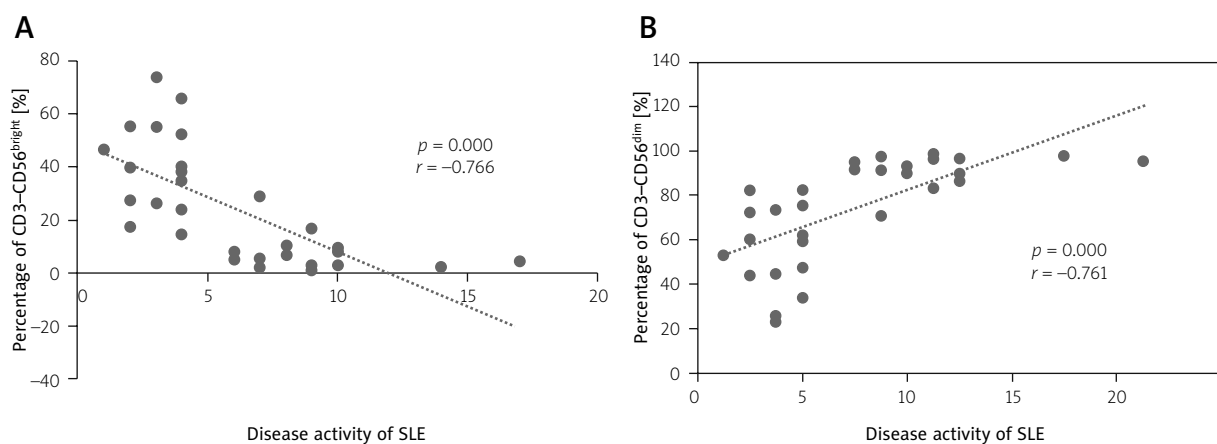 A
Percentage of CD3–CD56bright [%]
80
60
40
20
0
–20
–40
0
5
10
15
20
p = 0.000
r = –0.766
Disease activity of SLE
B
Percentage of CD3–CD56dim [%]
140
120
100
80
60
40
20
0
0
5
10
15
20
p = 0.000
r = –0.761
Disease activity of SLE